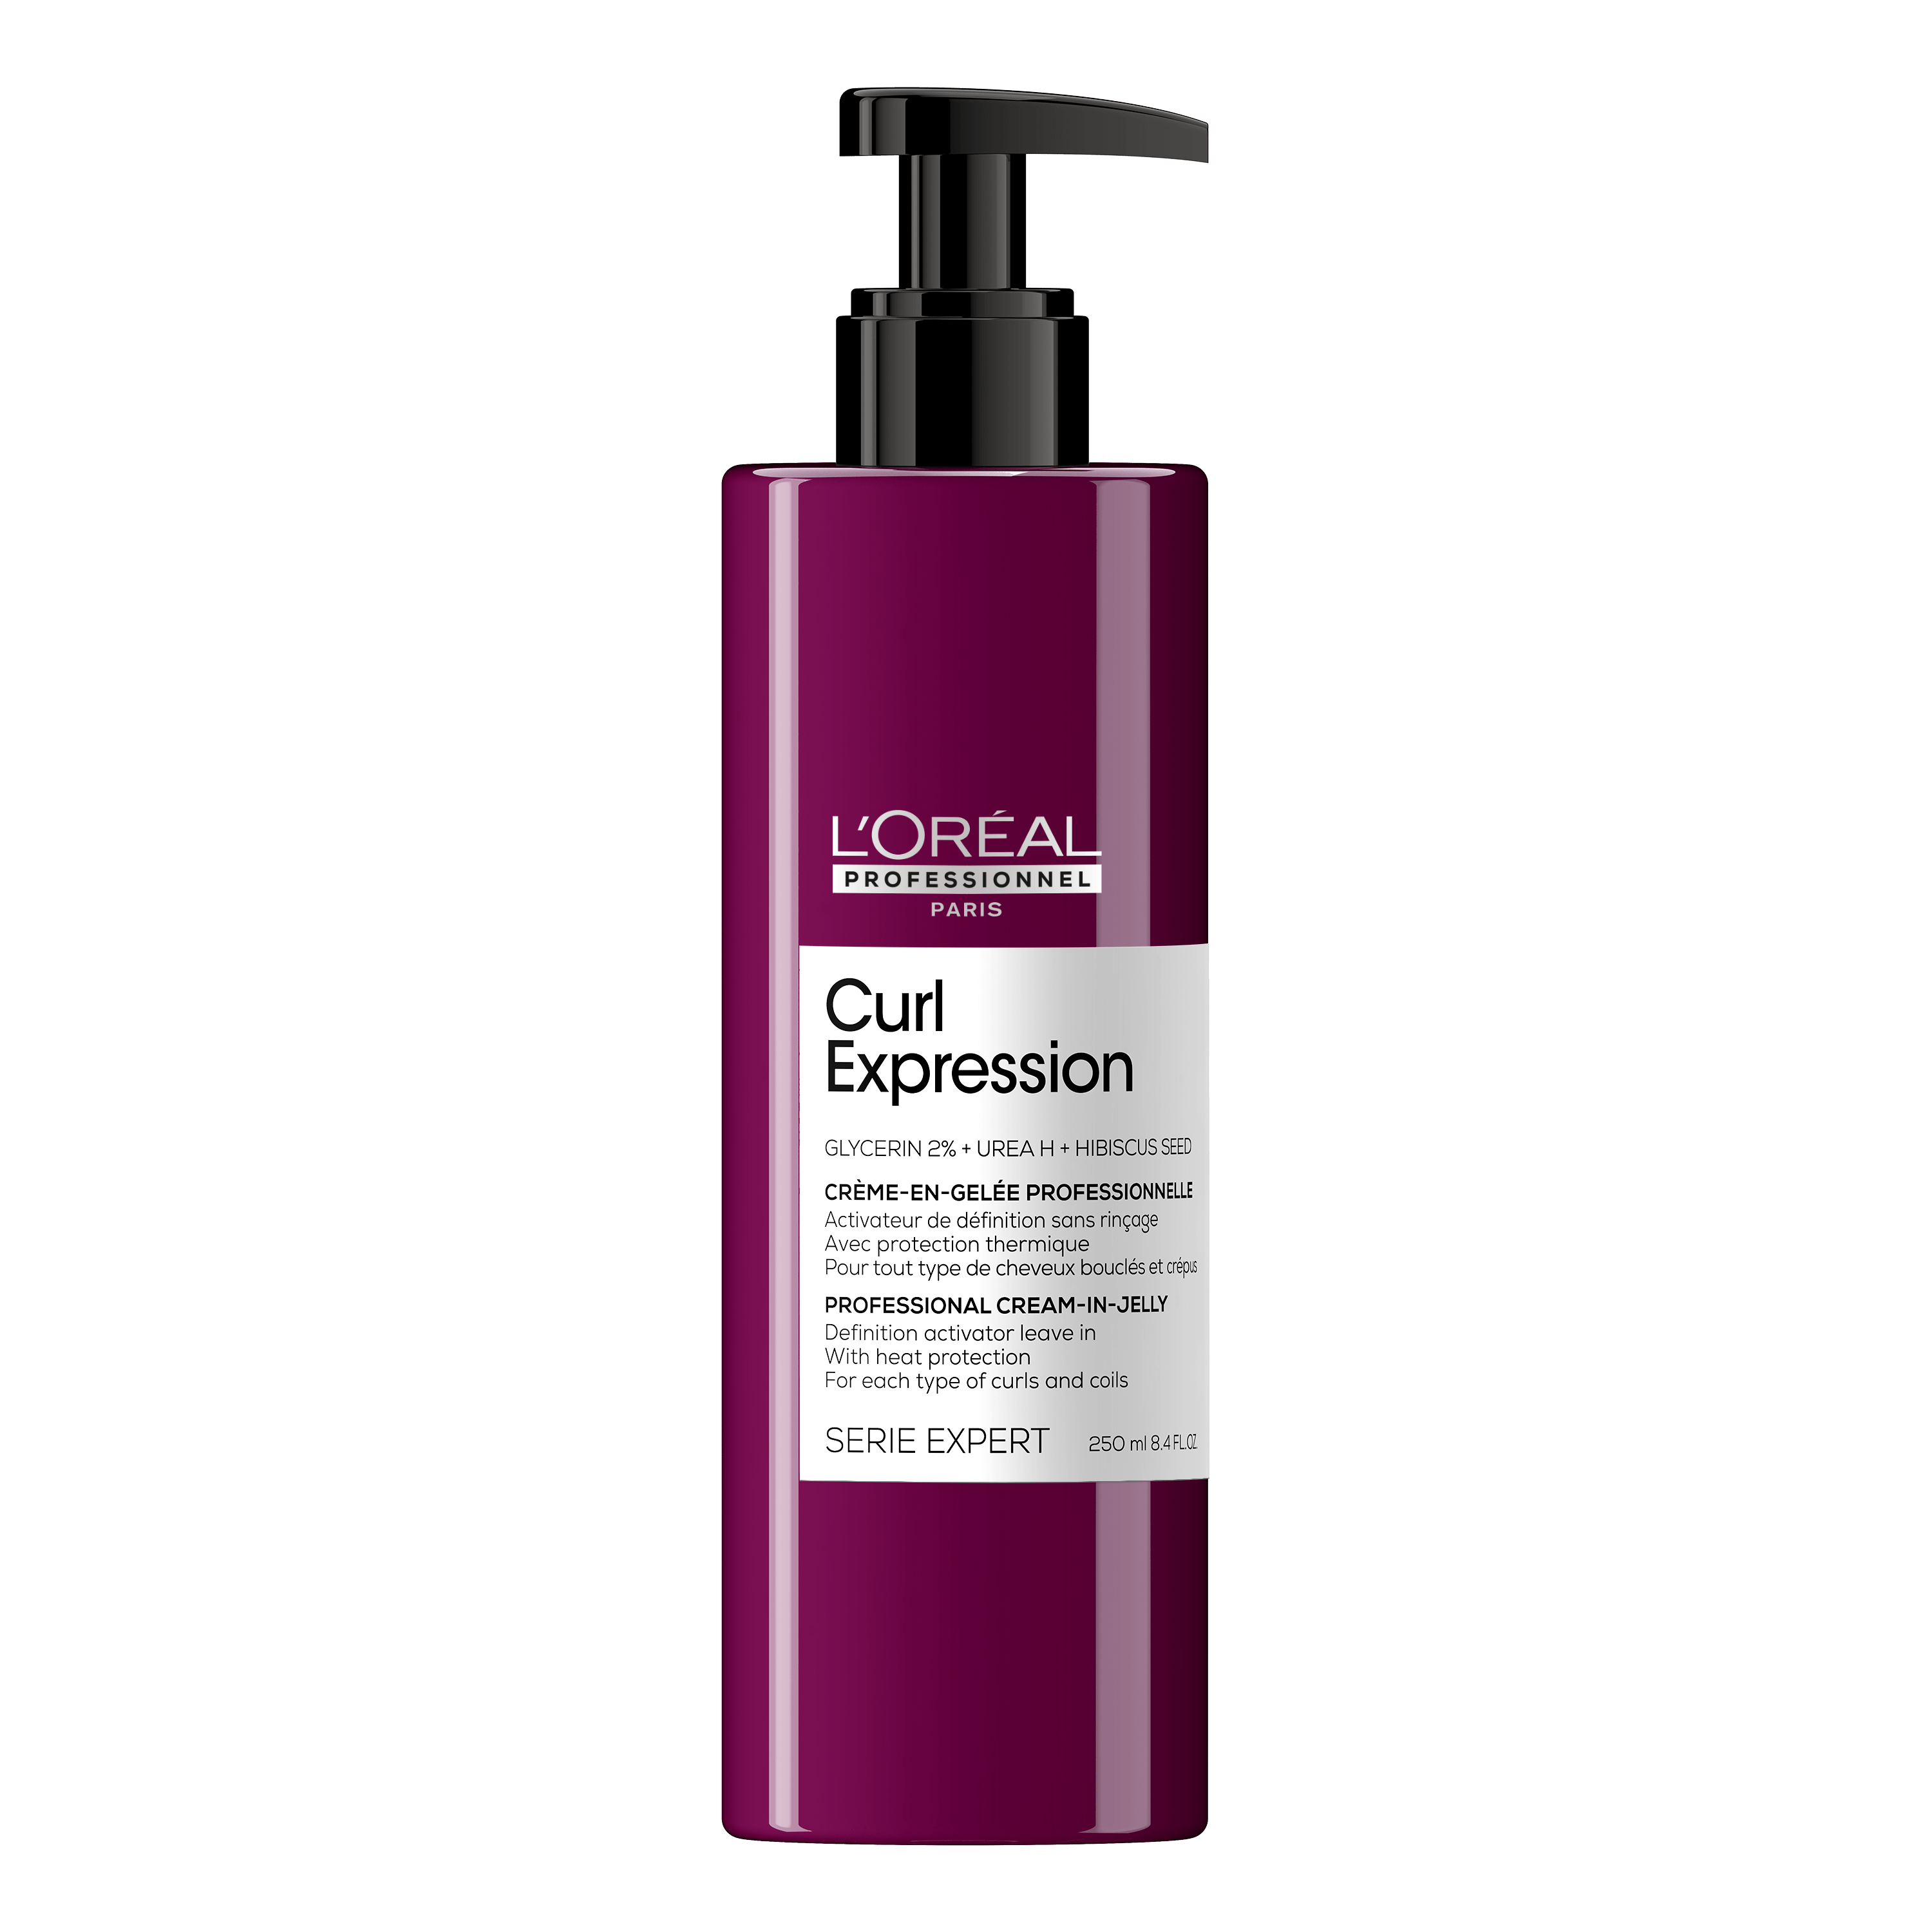 L'ORÉAL
PROFESSIONNEL
PARIS
Curl
Expression
GLYCERIN 2% + UREA H + HIBISCUS SEED
CRÈME-EN-GELÉE PROFESSIONNELLE
Activateur de définition sans rinçage
Avec protection thermique
Pour tout type de cheveux bouclés et crépus
PROFESSIONAL CREAM-IN-JELLY
Definition activator leave in
With heat protection
For each type of curls and coils
SERIE EXPERT 250 ml 8.4 FL.OZ